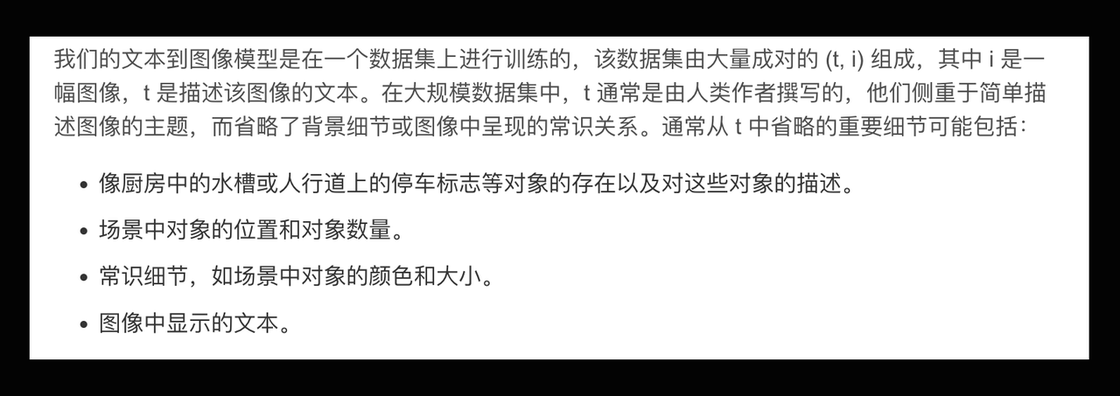 我们的文本到图像模型是在一个数据集上进行训练的，该数据集由大量成对的 (t, i) 组成，其中 i 是一
幅图像，t 是描述该图像的文本。在大规模数据集中，t 通常是由人类作者撰写的，他们侧重于简单描
述图像的主题，而省略了背景细节或图像中呈现的常识关系。通常从 t 中省略的重要细节可能包括：
• 像厨房中的水槽或人行道上的停车标志等对象的存在以及对这些对象的描述。
• 场景中对象的位置和对象数量。
• 常识细节，如场景中对象的颜色和大小。
• 图像中显示的文本。